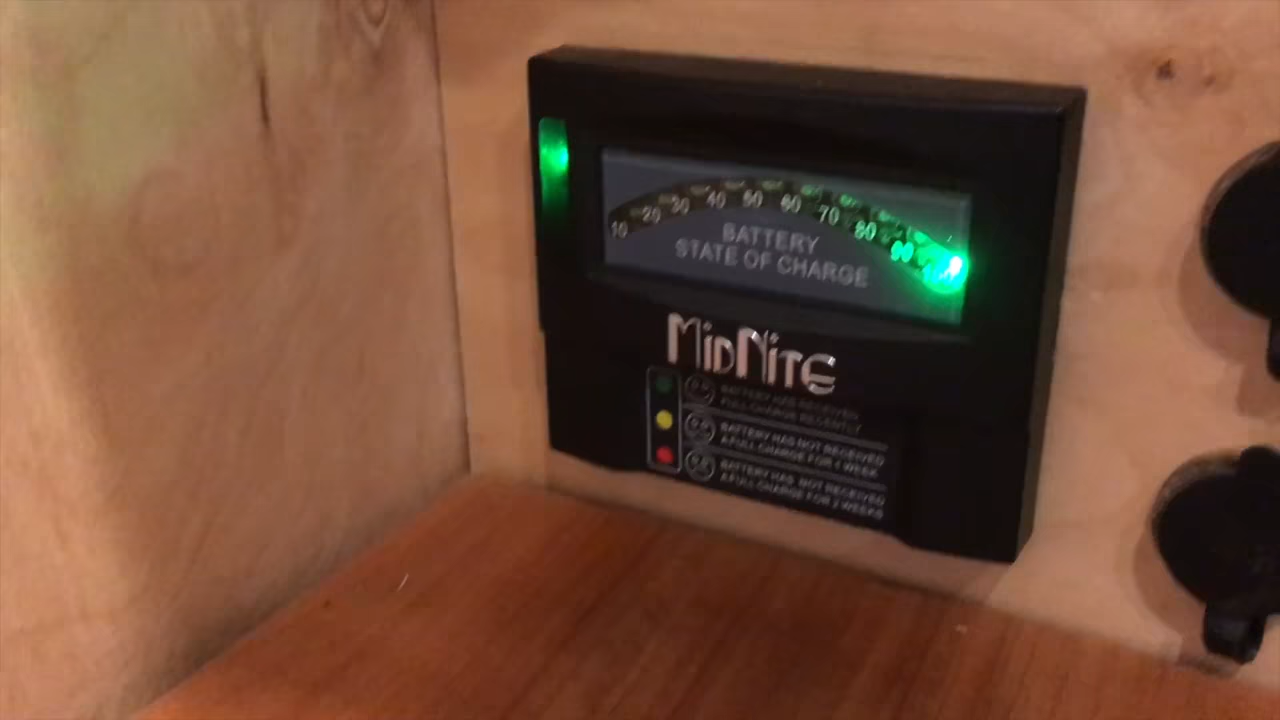 10 20 30 40 50 60 70 80 90 100
BATTERY
STATE OF CHARGE
MIDNITE
BATTERY HAS RECEIVED
FULL CHARGE RECENTLY
BATTERY HAS NOT RECEIVED
A FULL CHARGE FOR 1 WEEK
BATTERY HAS NOT RECEIVED
A FULL CHARGE FOR 2 WEEKS